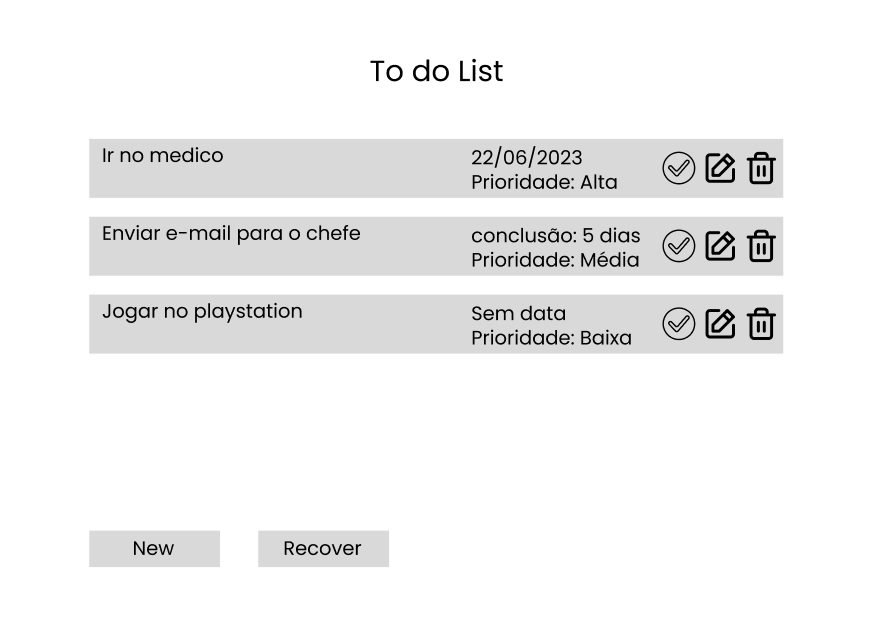 To do List
Ir no medico
22/06/2023
Prioridade: Alta
Enviar e-mail para o chefe
conclusão: 5 dias
Prioridade: Média
Jogar no playstation
Sem data
Prioridade: Baixa
New
Recover